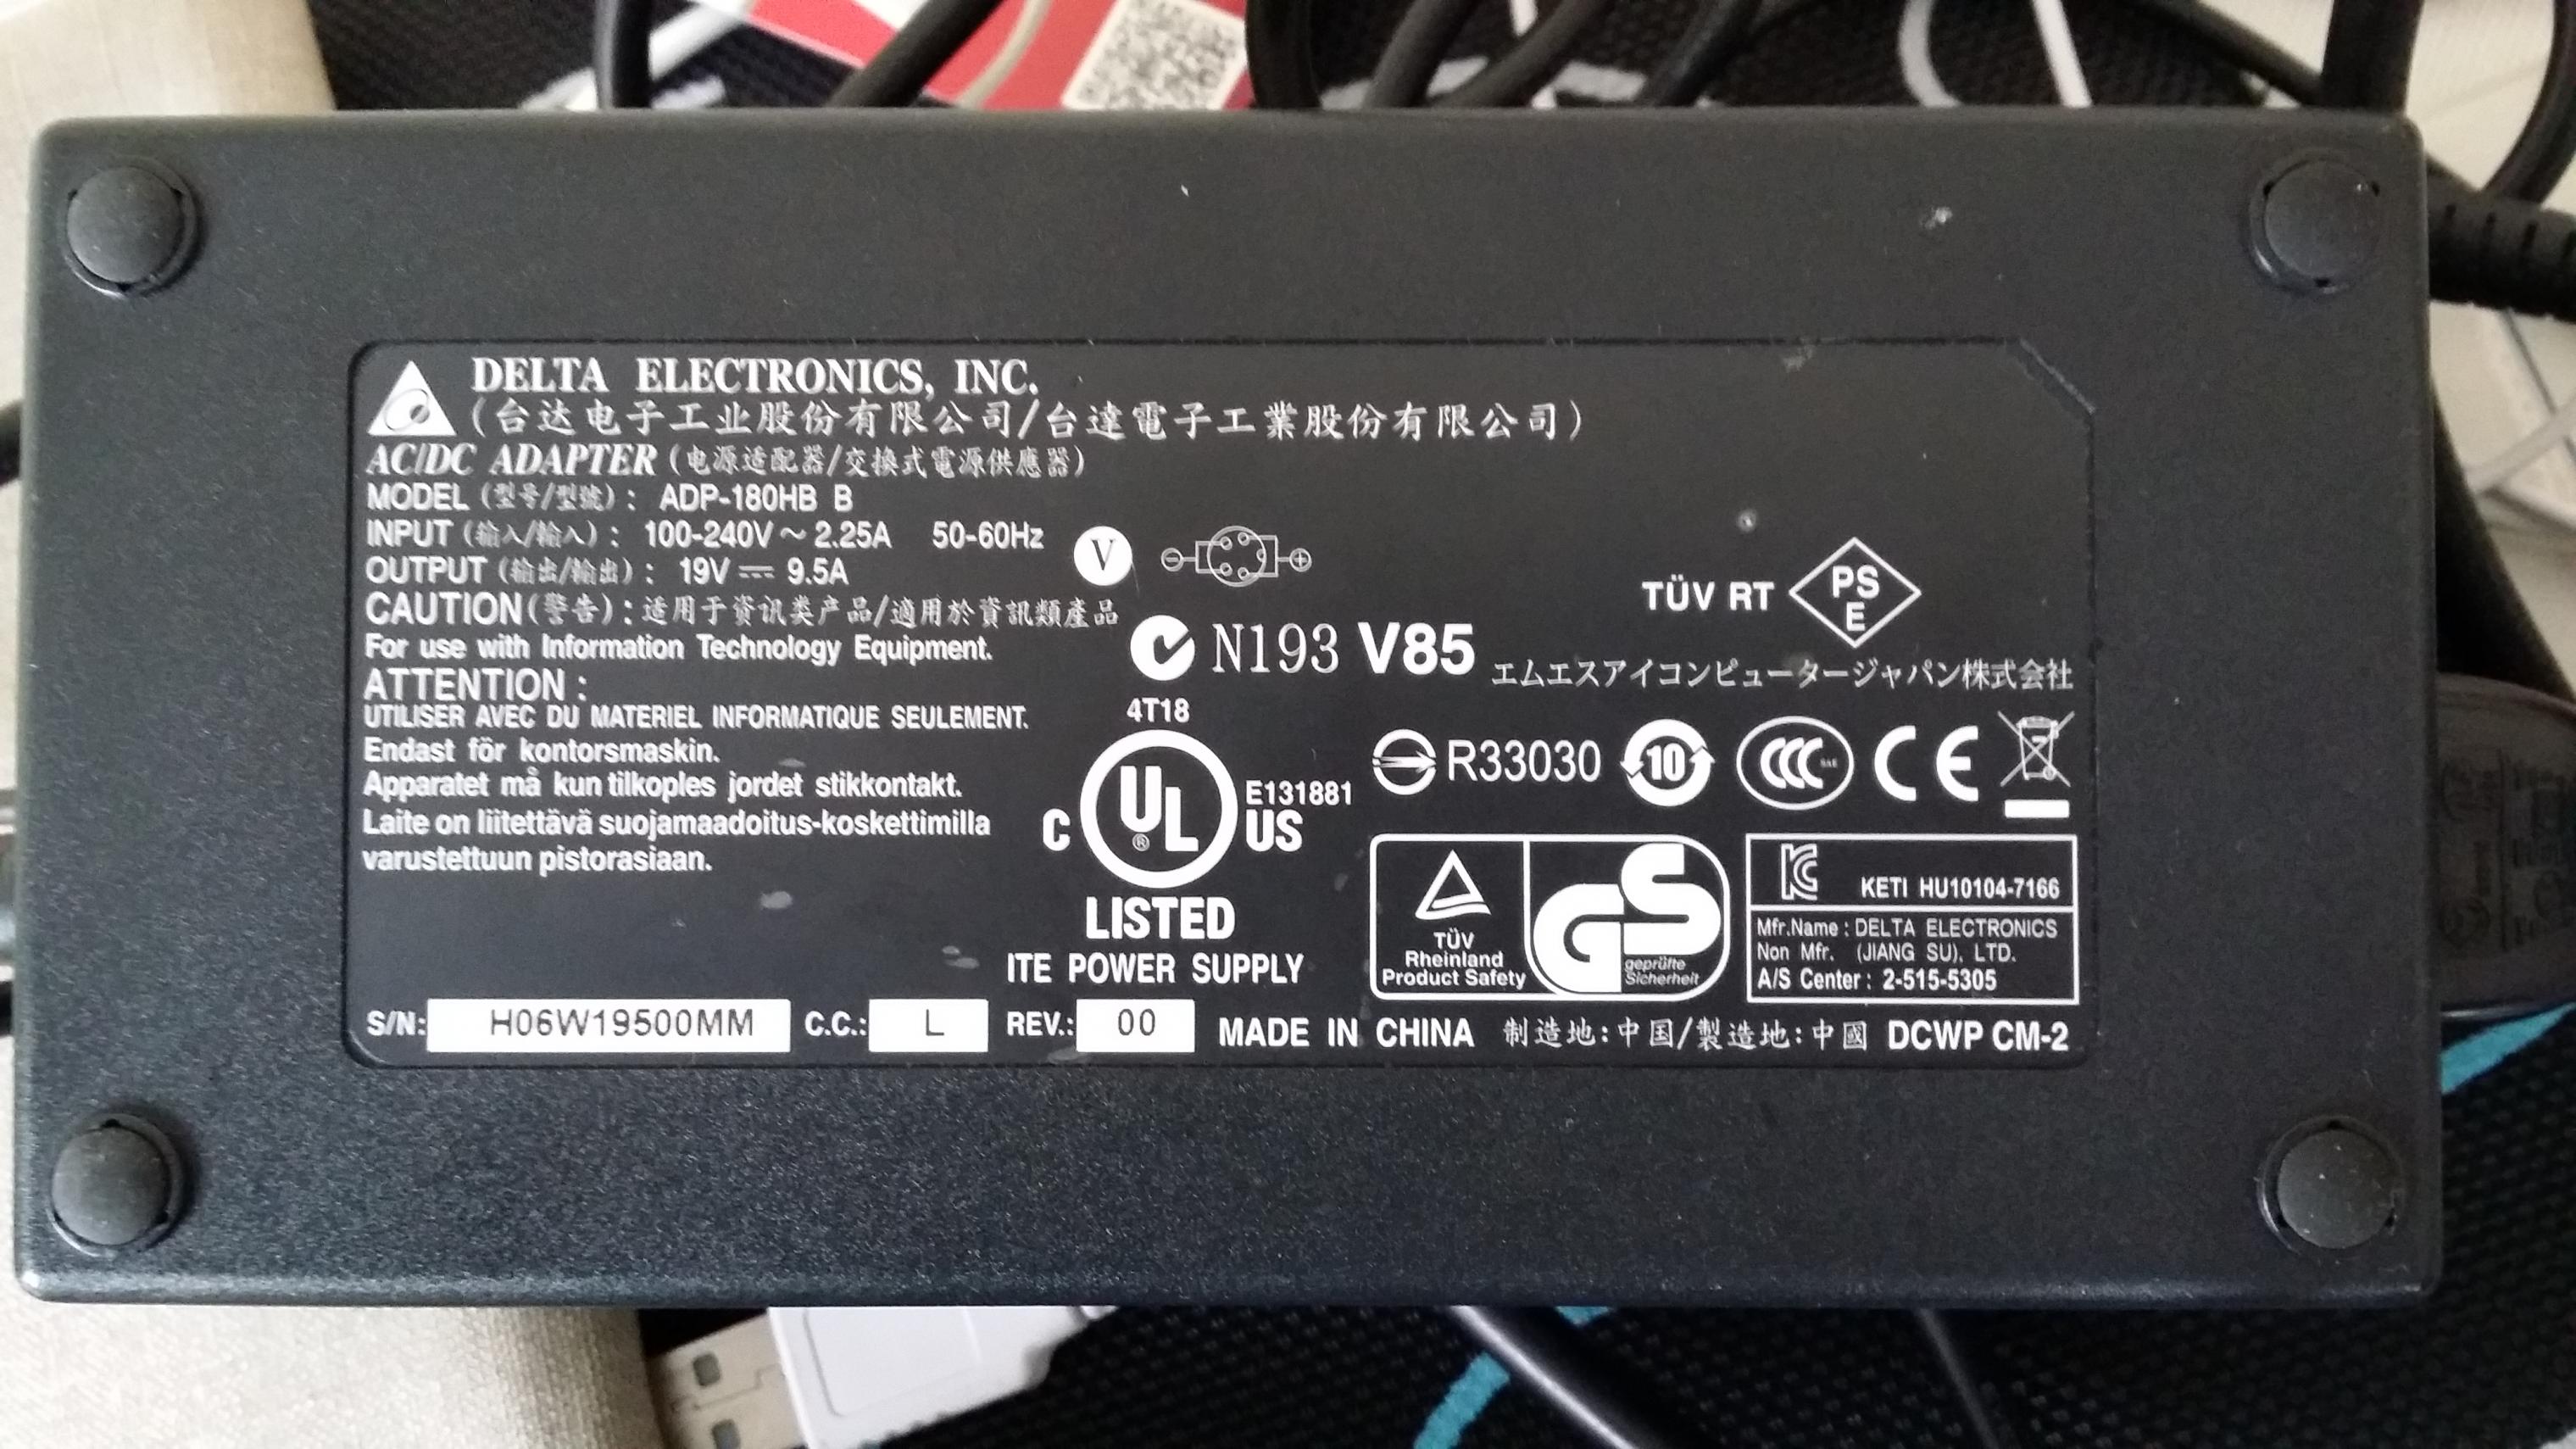 DELTA ELECTRONICS, INC.
(台达电子工业股份有限公司/台達電子工業股份有限公司)
AC/DC ADAPTER (电源适配器/交換式電源供應器)
MODEL (型号/型號) : ADP-180HB B
INPUT (输入/輸入) : 100-240V ~ 2.25A 50-60Hz
OUTPUT (输出/輸出) : 19V ⎓ 9.5A
V
CAUTION(警告) : 适用于资讯类产品/適用於資訊類產品
For use with Information Technology Equipment.
ATTENTION :
UTILISER AVEC DU MATERIEL INFORMATIQUE SEULEMENT.
Endast för kontorsmaskin.
Apparatet må kun tilkoples jordet stikkontakt.
Laite on liitettävä suojamaadoitus-koskettimilla
varustettuun pistorasiaan.
TÜV RT
PS
E
N193 V85
エムエスアイコンピュータージャパン株式会社
4T18
C UL ® US
E131881
LISTED
ITE POWER SUPPLY
R33030
10
CCC
CE
TÜV
Rheinland
Product Safety
GS
geprüfte
Sicherheit
KC
KETI HU10104-7166
Mfr.Name : DELTA ELECTRONICS
Non Mfr. (JIANG SU), LTD.
A/S Center : 2-515-5305
S/N: H06W19500MM C.C.: L REV.: 00 MADE IN CHINA 制造地:中国/製造地:中國 DCWP CM-2